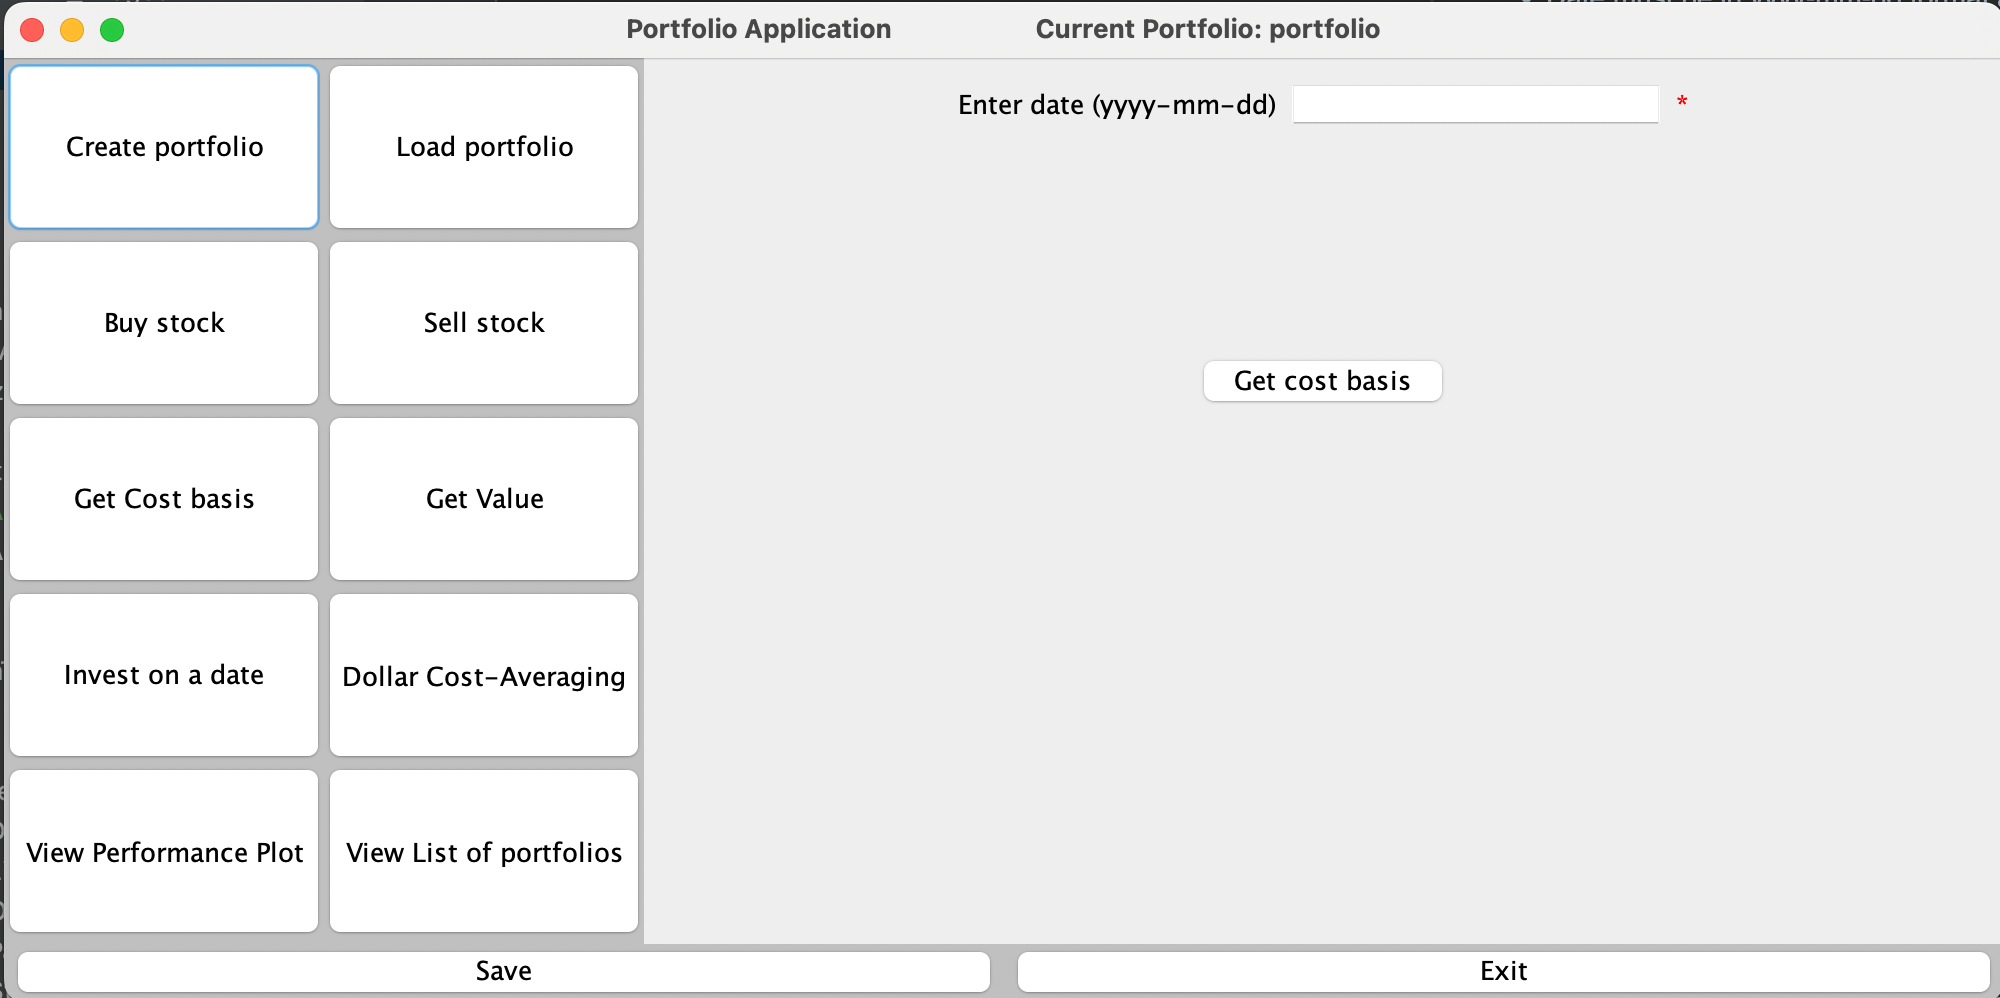 Portfolio Application Current Portfolio: portfolio
Create portfolio
Load portfolio
Enter date (yyyy-mm-dd) *
Buy stock
Sell stock
Get cost basis
Get Cost basis
Get Value
Invest on a date
Dollar Cost-Averaging
View Performance Plot
View List of portfolios
Save
Exit